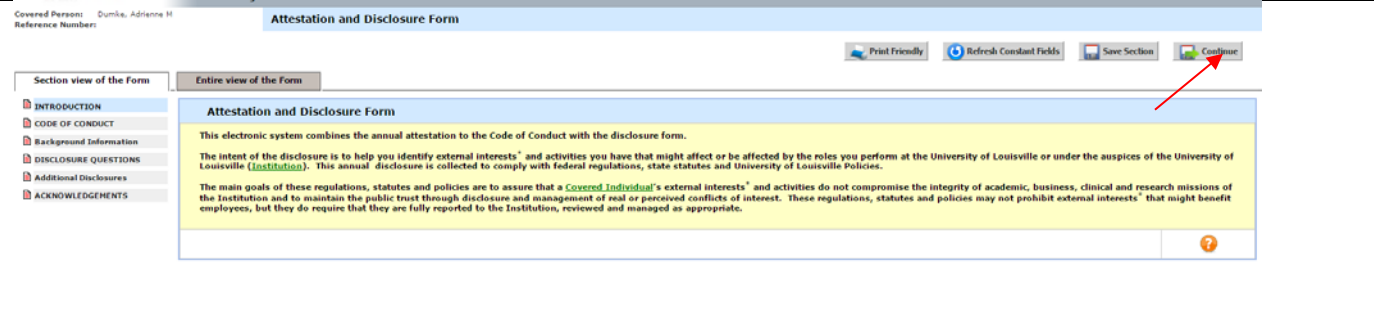 Covered Person: Dumke, Adrienne M
Reference Number:
Attestation and Disclosure Form
Print Friendly
Refresh Constant Fields
Save Section
Continue
Section view of the Form
Entire view of the Form
INTRODUCTION
CODE OF CONDUCT
Background Information
DISCLOSURE QUESTIONS
Additional Disclosures
ACKNOWLEDGEMENTS
Attestation and Disclosure Form
This electronic system combines the annual attestation to the Code of Conduct with the disclosure form.
The intent of the disclosure is to help you identify external interests* and activities you have that might affect or be affected by the roles you perform at the University of Louisville or under the auspices of the University of
Louisville (Institution). This annual disclosure is collected to comply with federal regulations, state statutes and University of Louisville Policies.
The main goals of these regulations, statutes and policies are to assure that a Covered Individual's external interests* and activities do not compromise the integrity of academic, business, clinical and research missions of
the Institution and to maintain the public trust through disclosure and management of real or perceived conflicts of interest. These regulations, statutes and policies may not prohibit external interests* that might benefit
employees, but they do require that they are fully reported to the Institution, reviewed and managed as appropriate.
?